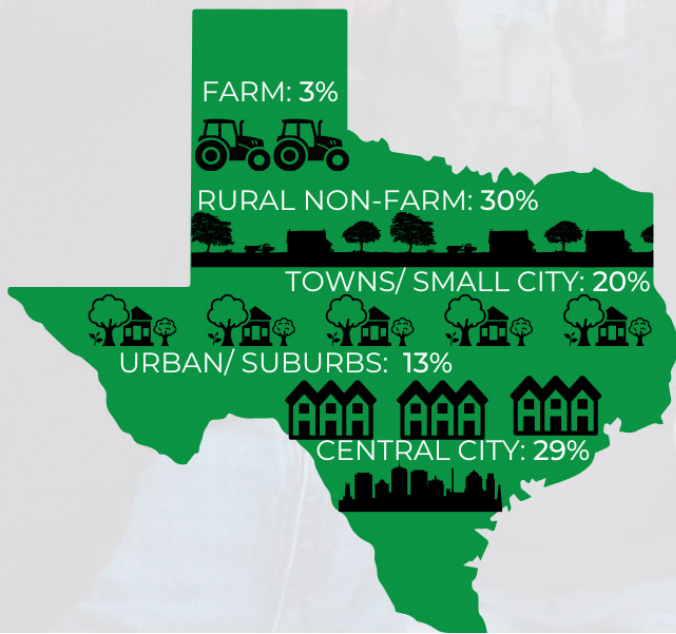 FARM: 3%
RURAL NON-FARM: 30%
TOWNS/ SMALL CITY: 20%
URBAN/ SUBURBS: 13%
CENTRAL CITY: 29%